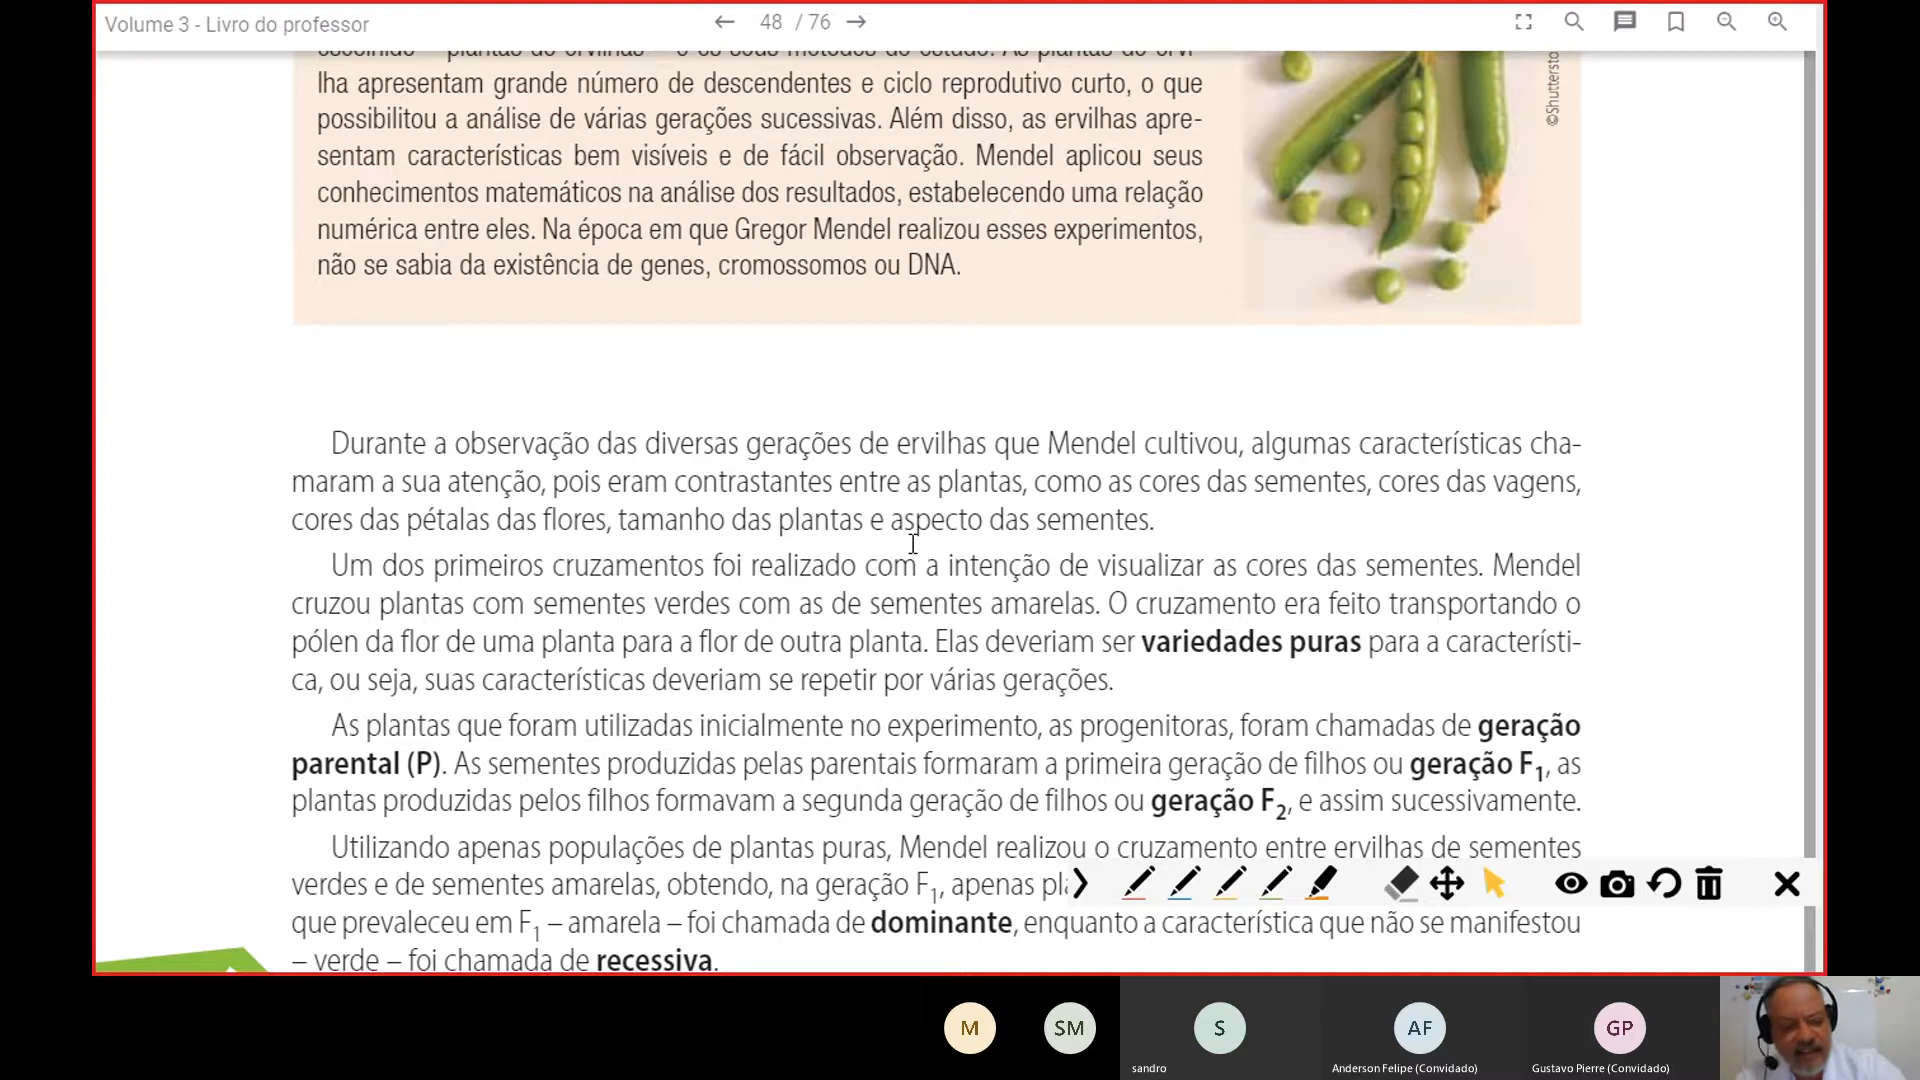 Volume 3 - Livro do professor
48 / 76
lha apresentam grande número de descendentes e ciclo reprodutivo curto, o que
possibilitou a análise de várias gerações sucessivas. Além disso, as ervilhas apre-
sentam características bem visíveis e de fácil observação. Mendel aplicou seus
conhecimentos matemáticos na análise dos resultados, estabelecendo uma relação
numérica entre eles. Na época em que Gregor Mendel realizou esses experimentos,
não se sabia da existência de genes, cromossomos ou DNA.
©Shuttersto
Durante a observação das diversas gerações de ervilhas que Mendel cultivou, algumas características cha-
maram a sua atenção, pois eram contrastantes entre as plantas, como as cores das sementes, cores das vagens,
cores das pétalas das flores, tamanho das plantas e aspecto das sementes.
Um dos primeiros cruzamentos foi realizado com a intenção de visualizar as cores das sementes. Mendel
cruzou plantas com sementes verdes com as de sementes amarelas. O cruzamento era feito transportando o
pólen da flor de uma planta para a flor de outra planta. Elas deveriam ser variedades puras para a característi-
ca, ou seja, suas características deveriam se repetir por várias gerações.
As plantas que foram utilizadas inicialmente no experimento, as progenitoras, foram chamadas de geração
parental (P). As sementes produzidas pelas parentais formaram a primeira geração de filhos ou geração F1, as
plantas produzidas pelos filhos formavam a segunda geração de filhos ou geração F2, e assim sucessivamente.
Utilizando apenas populações de plantas puras, Mendel realizou o cruzamento entre ervilhas de sementes
verdes e de sementes amarelas, obtendo, na geração F1, apenas pla
que prevaleceu em F1 – amarela – foi chamada de dominante, enquanto a característica que não se manifestou
– verde – foi chamada de recessiva.
M
SM
S
AF
GP
sandro
Anderson Felipe (Convidado)
Gustavo Pierre (Convidado)